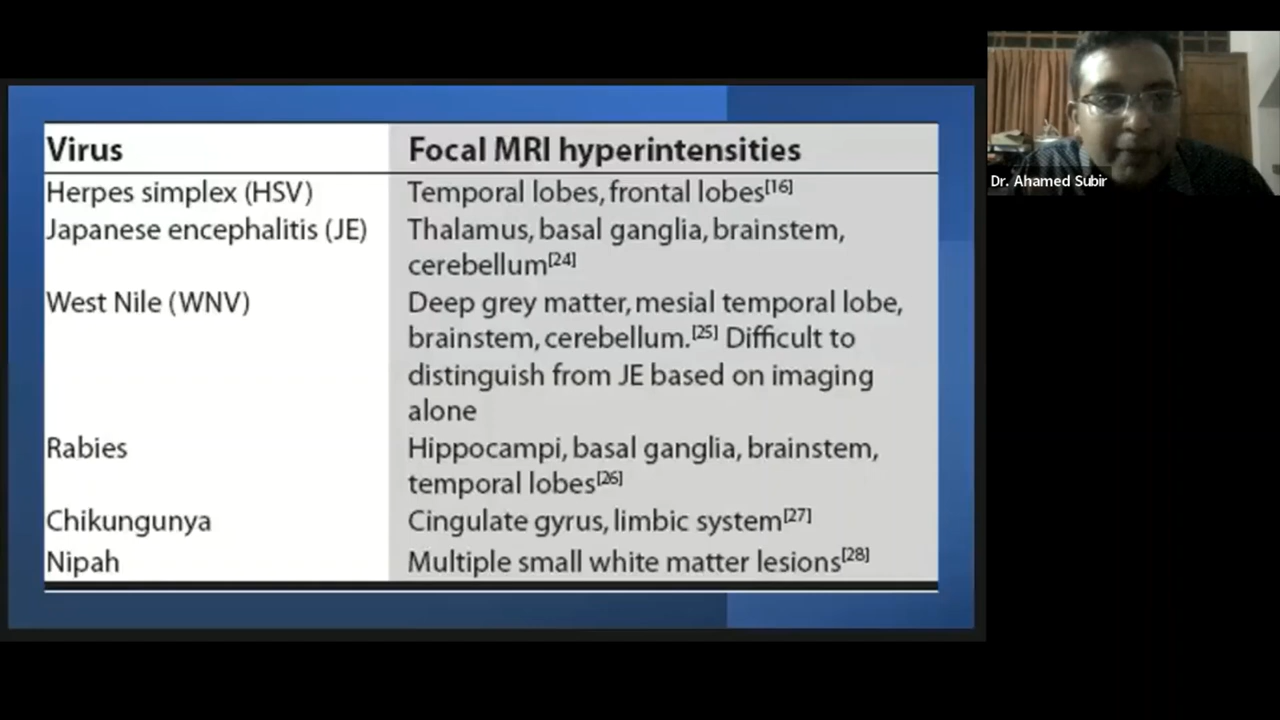 Virus Focal MRI hyperintensities
Herpes simplex (HSV) Temporal lobes, frontal lobes[16]
Japanese encephalitis (JE) Thalamus, basal ganglia, brainstem,
cerebellum[24]
West Nile (WNV) Deep grey matter, mesial temporal lobe,
brainstem, cerebellum.[25] Difficult to
distinguish from JE based on imaging
alone
Rabies Hippocampi, basal ganglia, brainstem,
temporal lobes[26]
Chikungunya Cingulate gyrus, limbic system[27]
Nipah Multiple small white matter lesions[28]
Dr. Ahamed Subir